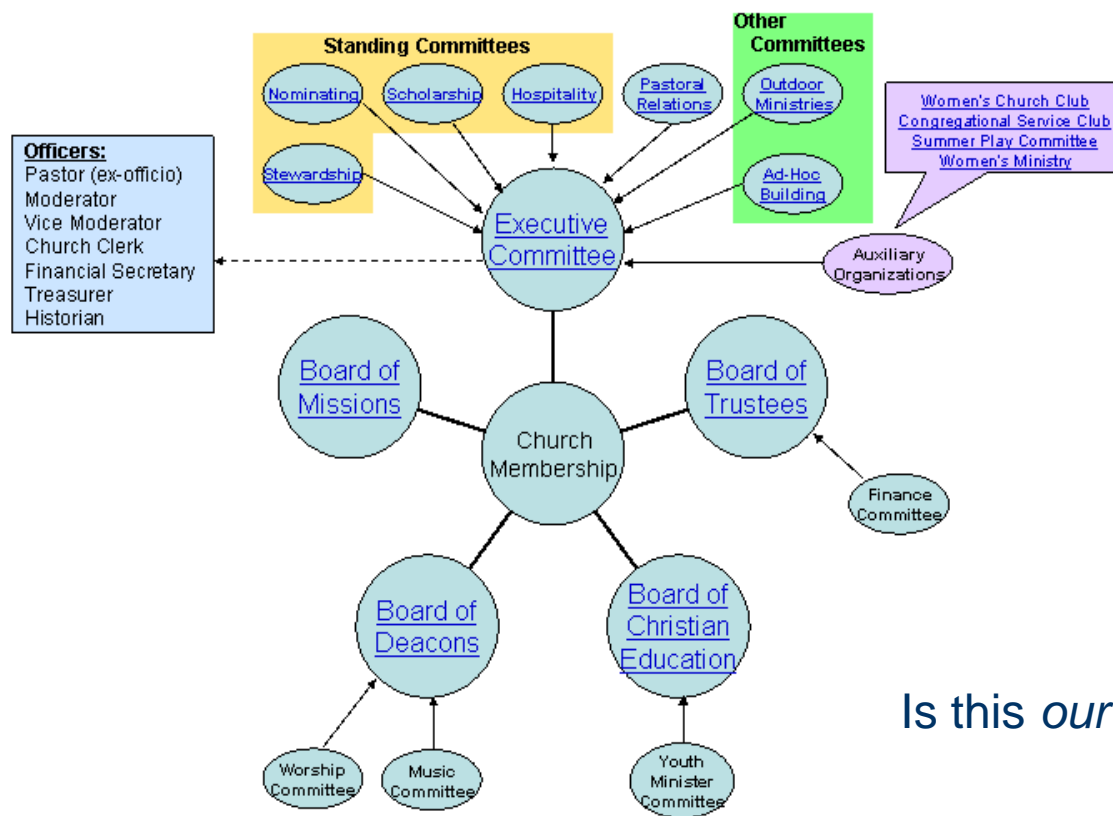 Other
Committees
Standing Committees
Nominating
Scholarship
Hospitality
Pastoral
Relations
Outdoor
Ministries
Stewardship
Ad-Hoc
Building
Women's Church Club
Congregational Service Club
Summer Play Committee
Women's Ministry
Officers:
Pastor (ex-officio)
Moderator
Vice Moderator
Church Clerk
Financial Secretary
Treasurer
Historian
Executive
Committee
Auxiliary
Organizations
Board of
Missions
Board of
Trustees
Church
Membership
Finance
Committee
Board of
Deacons
Board of
Christian
Education
Is this our
Worship
Committee
Music
Committee
Youth
Minister
Committee